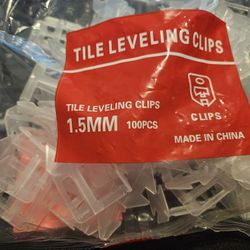 TILE LEVELING CLIPS
TILE LEVELING CLIPS
1.5MM 100PCS
CLIPS
MADE IN CHINA